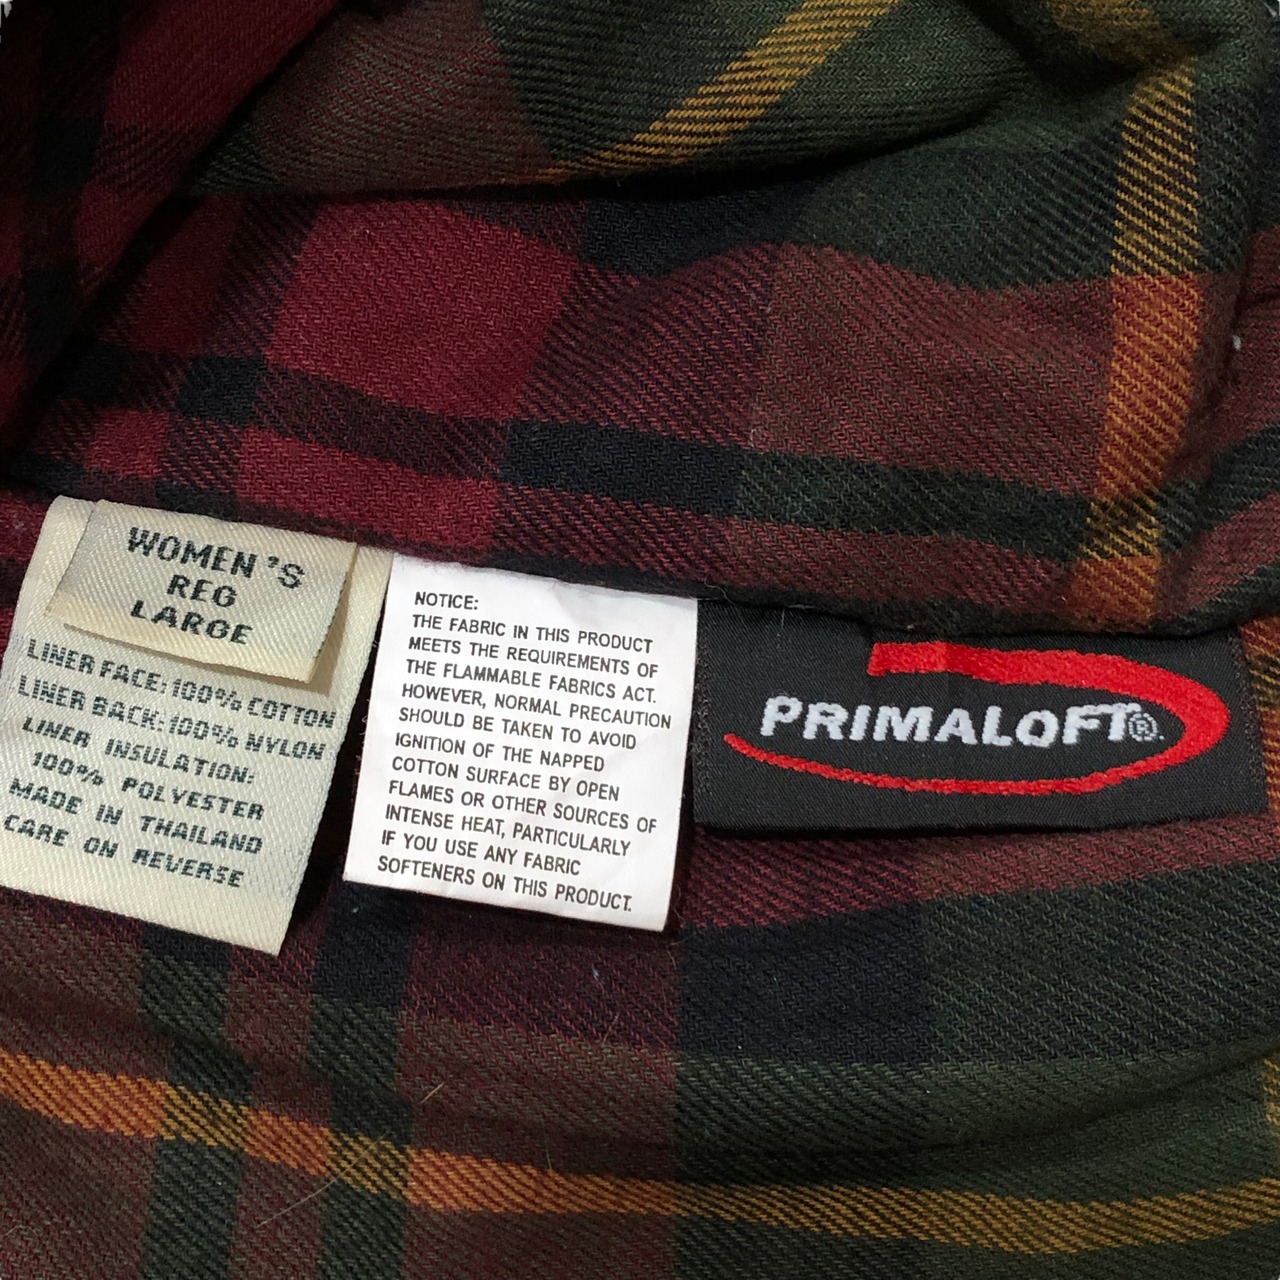 WOMEN'S
REG
LARGE
LINER FACE: 100% COTTON
LINER BACK: 100% NYLON
LINER INSULATION:
100% POLYESTER
MADE IN THAILAND
CARE ON REVERSE
NOTICE:
THE FABRIC IN THIS PRODUCT
MEETS THE REQUIREMENTS OF
THE FLAMMABLE FABRICS ACT.
HOWEVER, NORMAL PRECAUTION
SHOULD BE TAKEN TO AVOID
IGNITION OF THE NAPPED
COTTON SURFACE BY OPEN
FLAMES OR OTHER SOURCES OF
INTENSE HEAT, PARTICULARLY
IF YOU USE ANY FABRIC
SOFTENERS ON THIS PRODUCT.
PRIMALOFT®